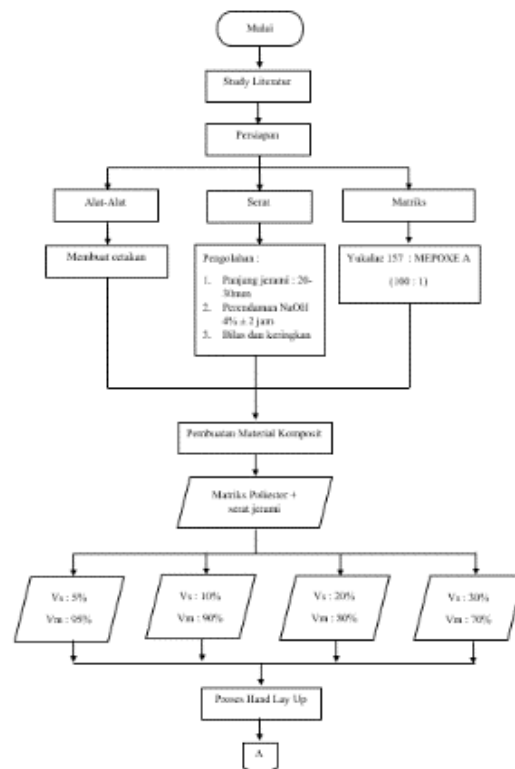 Mulai
Study Literatur
Persiapan
Alat-Alat
Serat
Matriks
Membuat cetakan
Pengolahan :
1. Panjang jerami : 20-
30mm
2. Perendaman NaOH
4% ± 2 jam
3. Bilas dan keringkan
Yukalac 157 : MEPOXE A
(100 : 1)
Pembuatan Material Komposit
Matriks Poliester +
serat jerami
Vs : 5%
Vm : 95%
Vs : 10%
Vm : 90%
Vs : 20%
Vm : 80%
Vs : 30%
Vm : 70%
Proses Hand Lay Up
A